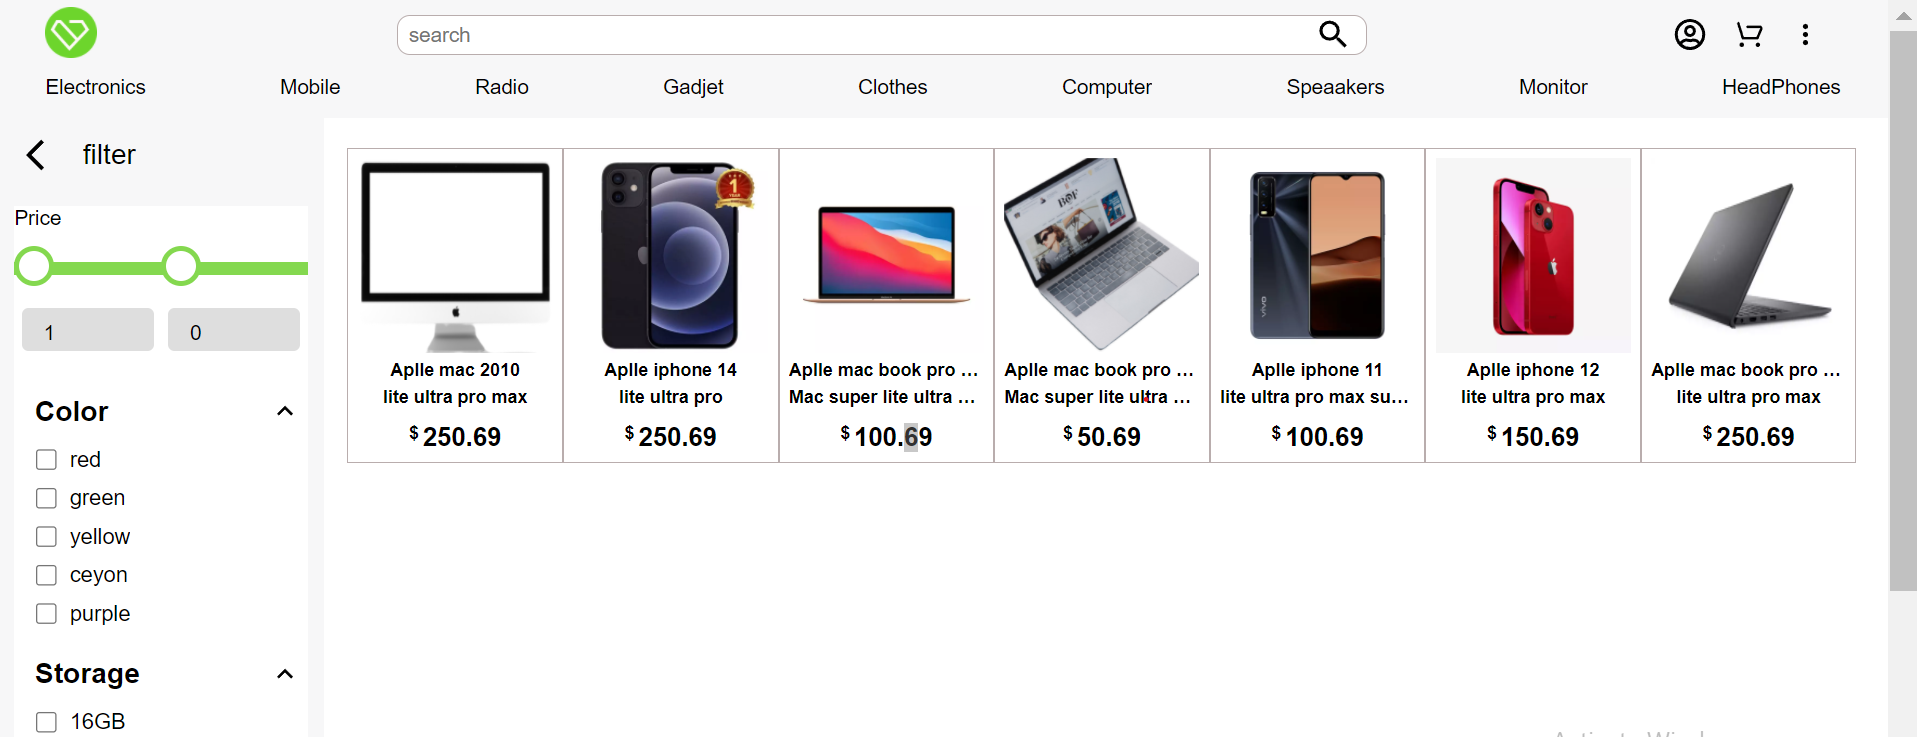 search
Electronics Mobile Radio Gadjet Clothes Computer Speaakers Monitor HeadPhones
filter
Price
1 0
Color
red
green
yellow
ceyon
purple
Storage
16GB
1
YEAR
BOF
VIVO
Aplle mac 2010
lite ultra pro max
$ 250.69
Aplle iphone 14
lite ultra pro
$ 250.69
Aplle mac book pro ...
Mac super lite ultra ...
$ 100.69
Aplle mac book pro ...
Mac super lite ultra ...
$ 50.69
Aplle iphone 11
lite ultra pro max su...
$ 100.69
Aplle iphone 12
lite ultra pro max
$ 150.69
Aplle mac book pro ...
lite ultra pro max
$ 250.69